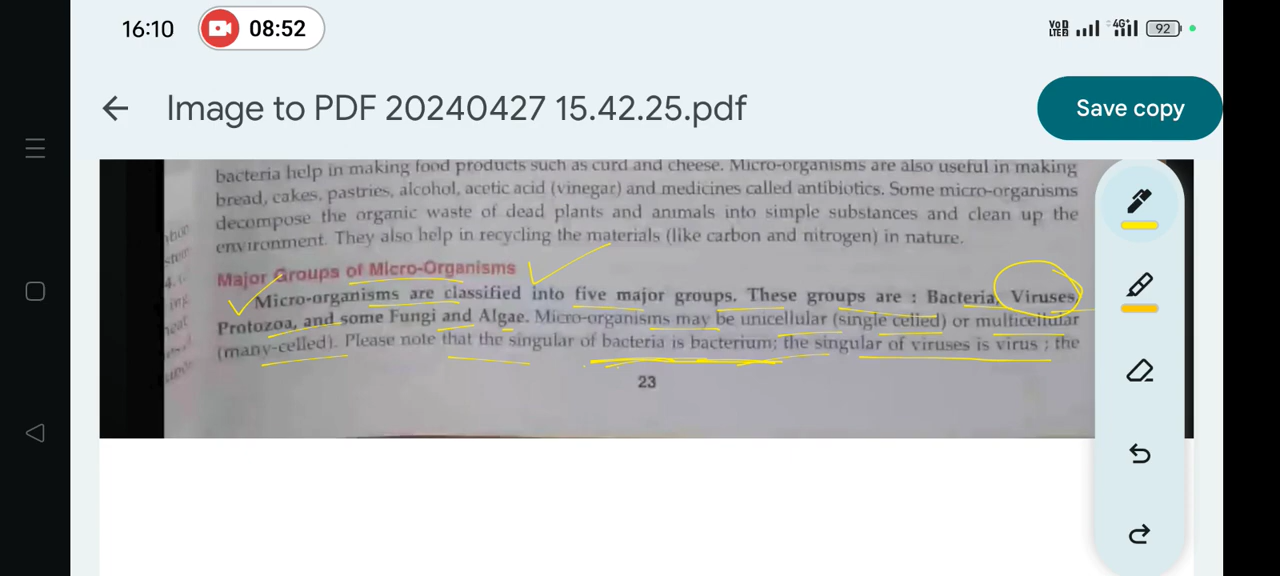 16:10 08:52 VoD LTE2 4G+ 92
Image to PDF 20240427 15.42.25.pdf
Save copy
bacteria help in making food products such as curd and cheese. Micro-organisms are also useful in making
bread, cakes, pastries, alcohol, acetic acid (vinegar) and medicines called antibiotics. Some micro-organisms
decompose the organic waste of dead plants and animals into simple substances and clean up the
environment. They also help in recycling the materials (like carbon and nitrogen) in nature.
Major Groups of Micro-Organisms
Micro-organisms are classified into five major groups. These groups are : Bacteria, Viruses,
Protozoa, and some Fungi and Algae. Micro-organisms may be unicellular (single celled) or multicellular
(many-celled). Please note that the singular of bacteria is bacterium; the singular of viruses is virus ; the
23